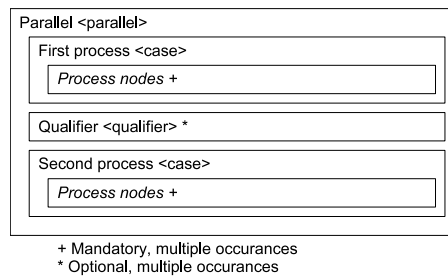 Parallel <parallel>
First process <case>
Process nodes +
Qualifier <qualifier> *
Second process <case>
Process nodes +
+ Mandatory, multiple occurances
* Optional, multiple occurances